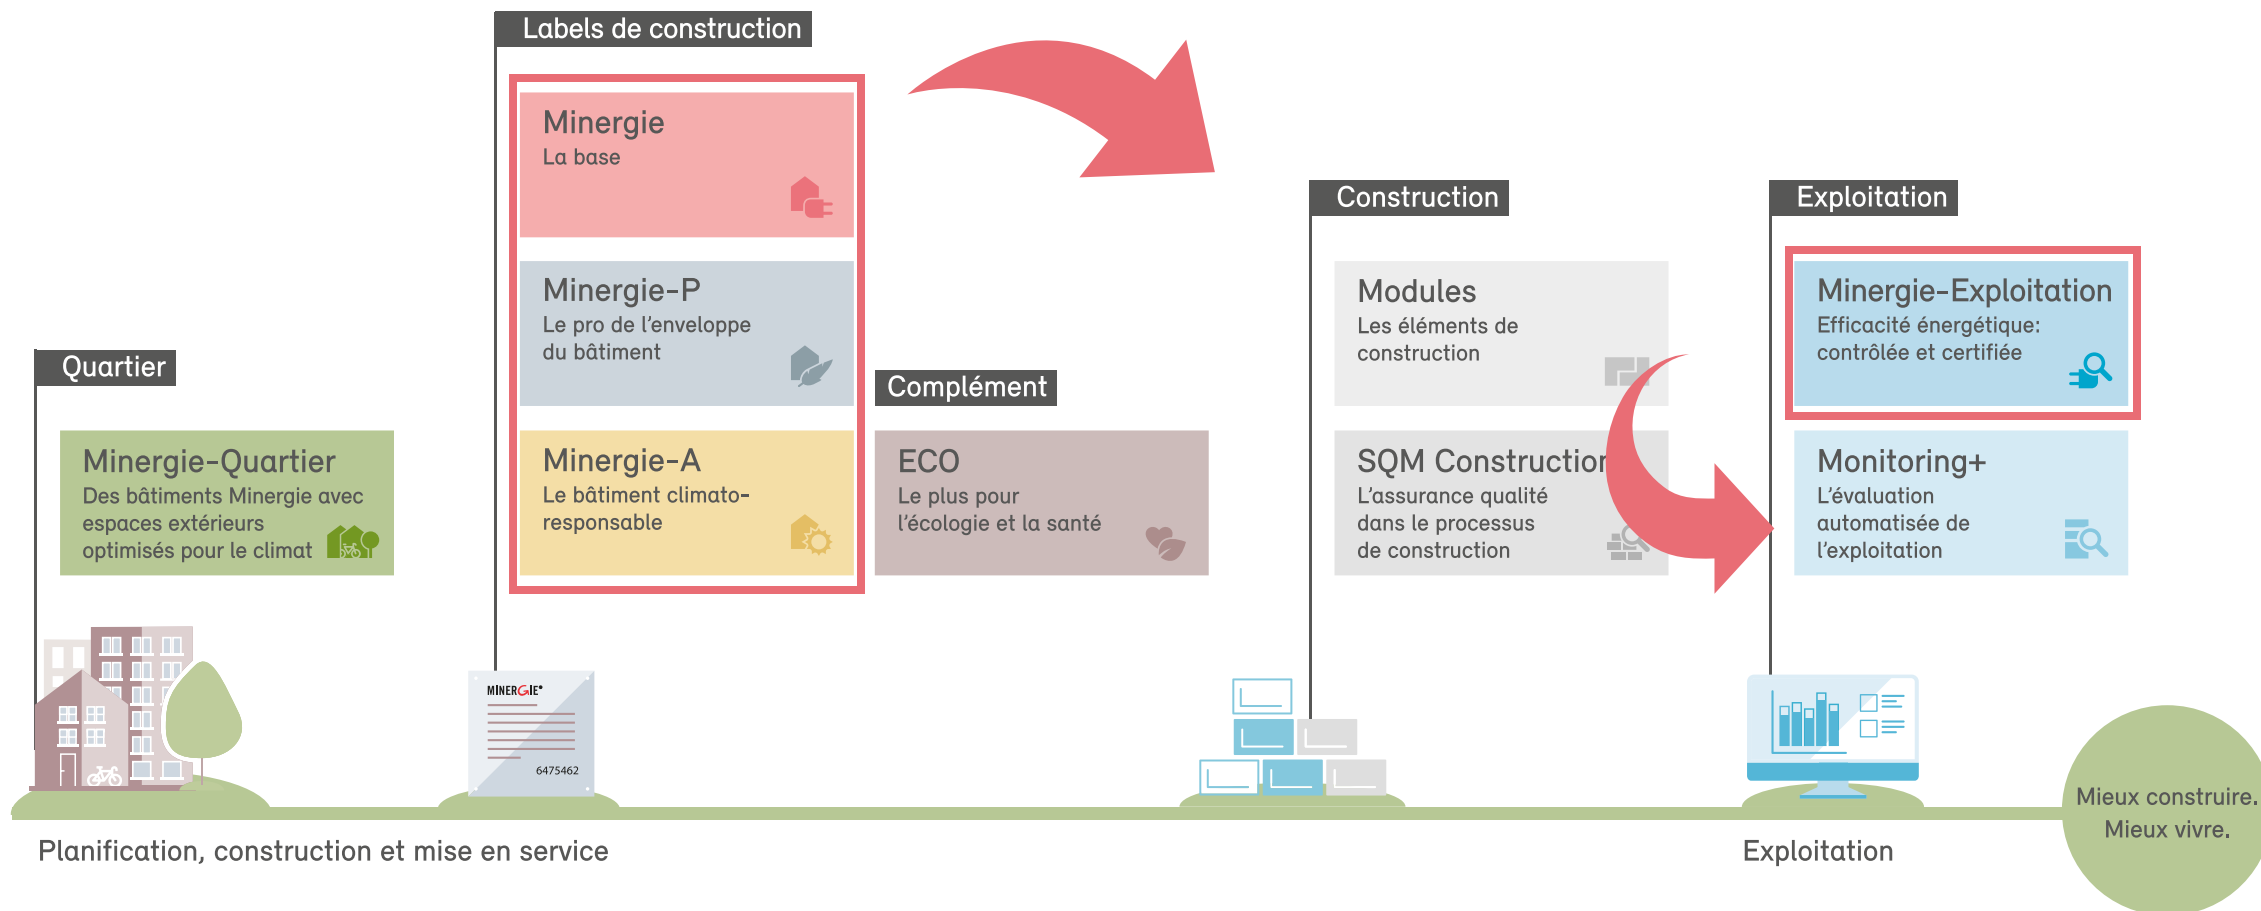 Labels de construction
Minergie
La base
Minergie-P
Le pro de l'enveloppe
du bâtiment
Minergie-A
Le bâtiment climato-
responsable
Quartier
Minergie-Quartier
Des bâtiments Minergie avec
espaces extérieurs
optimisés pour le climat
Complément
ECO
Le plus pour
l'écologie et la santé
Construction
Modules
Les éléments de
construction
SQM Construction
L'assurance qualité
dans le processus
de construction
Exploitation
Minergie-Exploitation
Efficacité énergétique:
contrôlée et certifiée
Monitoring+
L'évaluation
automatisée de
l'exploitation
MINERGIE®
6475462
Planification, construction et mise en service
Exploitation
Mieux construire.
Mieux vivre.